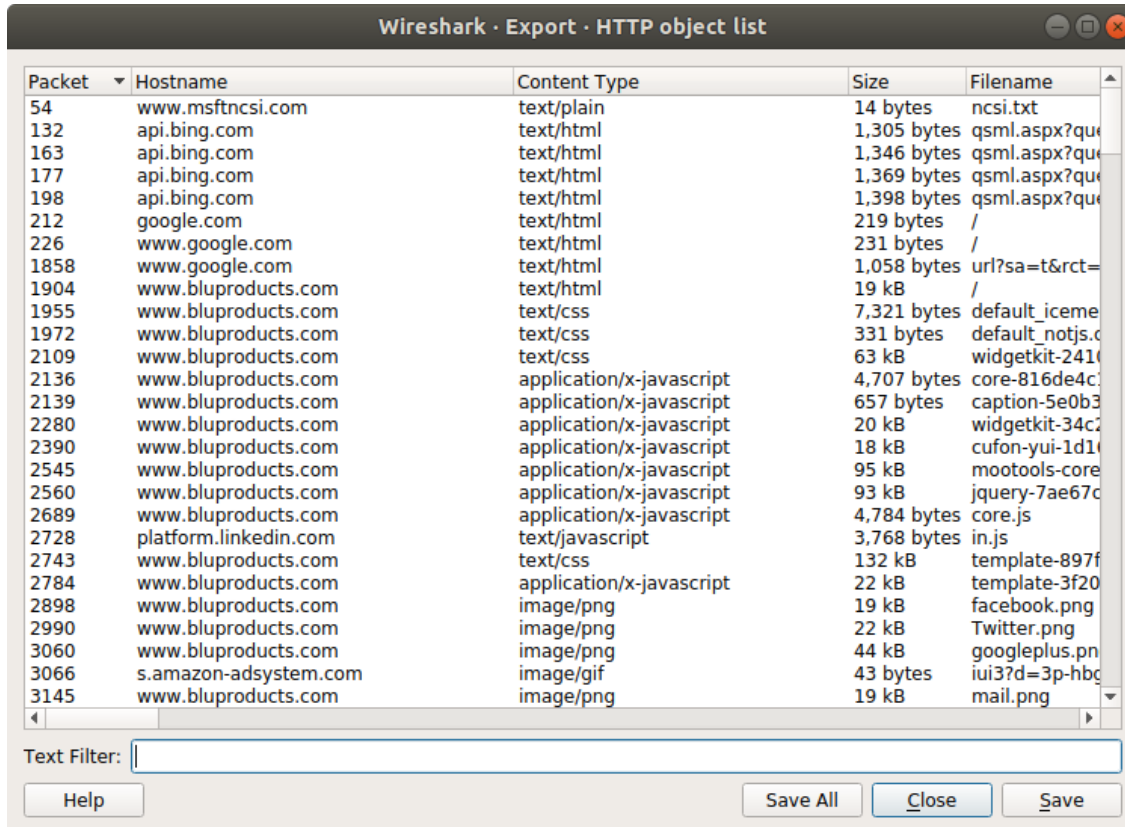 Wireshark · Export · HTTP object list
Packet Hostname Content Type Size Filename
54 www.msftncsi.com text/plain 14 bytes ncsi.txt
132 api.bing.com text/html 1,305 bytes qsml.aspx?que
163 api.bing.com text/html 1,346 bytes qsml.aspx?que
177 api.bing.com text/html 1,369 bytes qsml.aspx?que
198 api.bing.com text/html 1,398 bytes qsml.aspx?que
212 google.com text/html 219 bytes /
226 www.google.com text/html 231 bytes /
1858 www.google.com text/html 1,058 bytes url?sa=t&rct=
1904 www.bluproducts.com text/html 19 kB /
1955 www.bluproducts.com text/css 7,321 bytes default_iceme
1972 www.bluproducts.com text/css 331 bytes default_notjs.c
2109 www.bluproducts.com text/css 63 kB widgetkit-2410
2136 www.bluproducts.com application/x-javascript 4,707 bytes core-816de4c1
2139 www.bluproducts.com application/x-javascript 657 bytes caption-5e0b3
2280 www.bluproducts.com application/x-javascript 20 kB widgetkit-34c2
2390 www.bluproducts.com application/x-javascript 18 kB cufon-yui-1d16
2545 www.bluproducts.com application/x-javascript 95 kB mootools-core
2560 www.bluproducts.com application/x-javascript 93 kB jquery-7ae67c
2689 www.bluproducts.com application/x-javascript 4,784 bytes core.js
2728 platform.linkedin.com text/javascript 3,768 bytes in.js
2743 www.bluproducts.com text/css 132 kB template-897f
2784 www.bluproducts.com application/x-javascript 22 kB template-3f20
2898 www.bluproducts.com image/png 19 kB facebook.png
2990 www.bluproducts.com image/png 22 kB Twitter.png
3060 www.bluproducts.com image/png 44 kB googleplus.pn
3066 s.amazon-adsystem.com image/gif 43 bytes iui3?d=3p-hbg
3145 www.bluproducts.com image/png 19 kB mail.png
Text Filter:
Help Save All Close Save